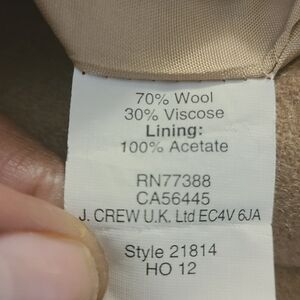 70% Wool
30% Viscose
Lining:
100% Acetate
RN77388
CA56445
J. CREW U.K. Ltd EC4V 6JA
Style 21814
HO 12